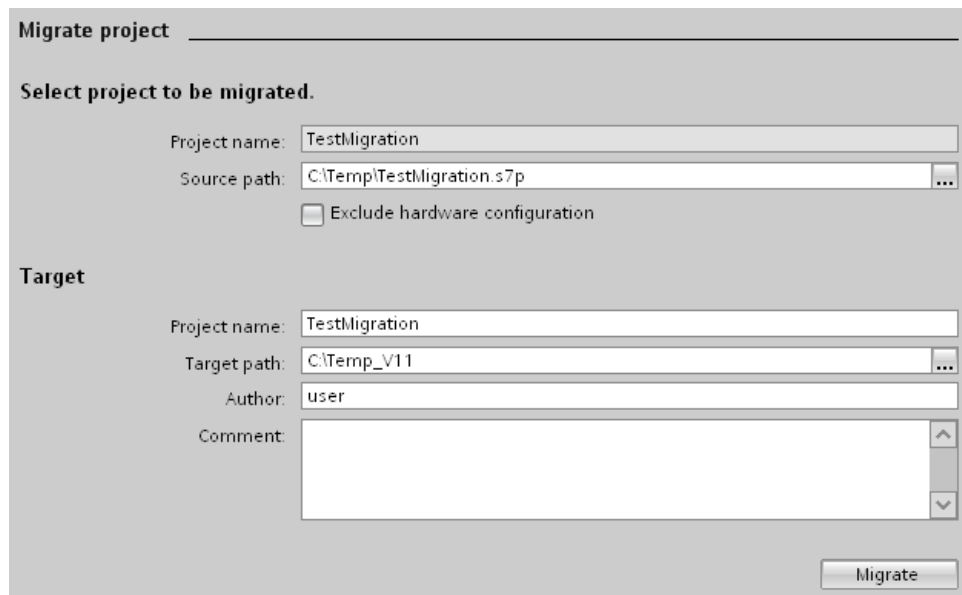 Migrate project
Select project to be migrated.
Project name: TestMigration
Source path: C:\Temp\TestMigration.s7p ...
Exclude hardware configuration
Target
Project name: TestMigration
Target path: C:\Temp_V11 ...
Author: user
Comment:
Migrate